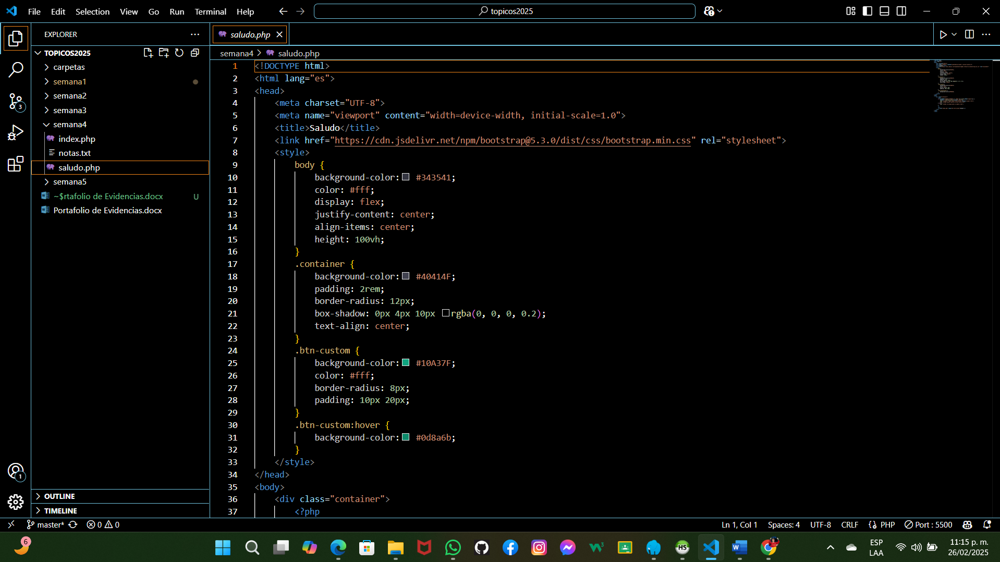 File Edit Selection View Go Run Terminal Help
topicos2025
EXPLORER
TOPICOS2025
carpetas
semana1
semana2
semana3
semana4
index.php
notas.txt
saludo.php
semana5
~$rtafolio de Evidencias.docx U
Portafolio de Evidencias.docx
OUTLINE
TIMELINE
saludo.php
semana4 > saludo.php
1 <!DOCTYPE html>
2 <html lang="es">
3 <head>
4 <meta charset="UTF-8">
5 <meta name="viewport" content="width=device-width, initial-scale=1.0">
6 <title>Saludo</title>
7 <link href="https://cdn.jsdelivr.net/npm/bootstrap@5.3.0/dist/css/bootstrap.min.css" rel="stylesheet">
8 <style>
9 body {
10 background-color: #343541;
11 color: #fff;
12 display: flex;
13 justify-content: center;
14 align-items: center;
15 height: 100vh;
16 }
17 .container {
18 background-color: #40414F;
19 padding: 2rem;
20 border-radius: 12px;
21 box-shadow: 0px 4px 10px rgba(0, 0, 0, 0.2);
22 text-align: center;
23 }
24 .btn-custom {
25 background-color: #10A37F;
26 color: #fff;
27 border-radius: 8px;
28 padding: 10px 20px;
29 }
30 .btn-custom:hover {
31 background-color: #0d8a6b;
32 }
33 </style>
34 </head>
35 <body>
36 <div class="container">
37 <?php
3
1
master* 0 0
Ln 1, Col 1 Spaces: 4 UTF-8 CRLF PHP Port : 5500
6
HS
ESP
LAA
11:15 p. m.
26/02/2025